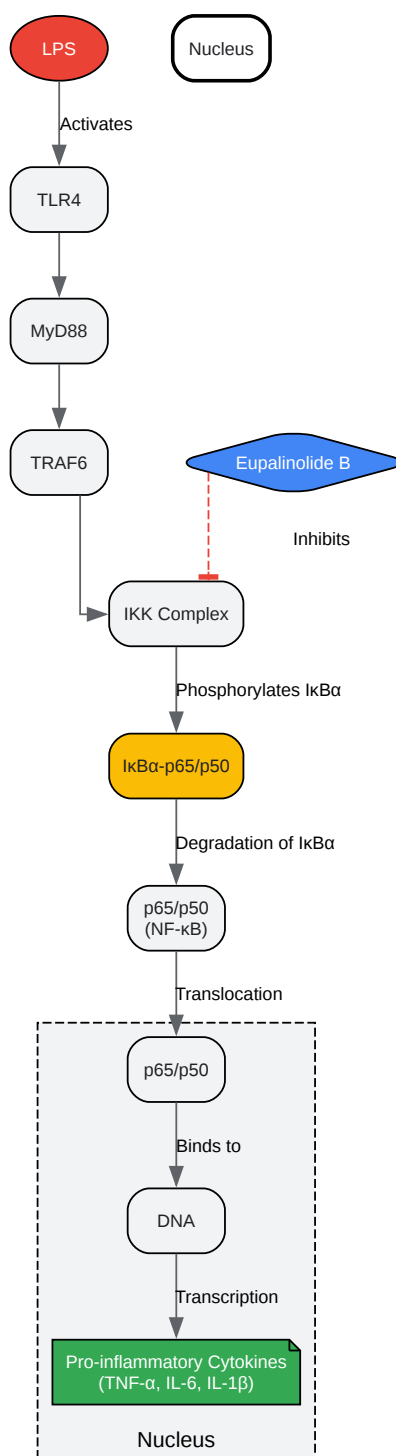 LPS
Nucleus
Activates
TLR4
MyD88
TRAF6
Eupalinolide B
Inhibits
IKK Complex
Phosphorylates IκBα
IκBα-p65/p50
Degradation of IκBα
p65/p50
(NF-κB)
Translocation
p65/p50
Binds to
DNA
Transcription
Pro-inflammatory Cytokines
(TNF-α, IL-6, IL-1β)
Nucleus